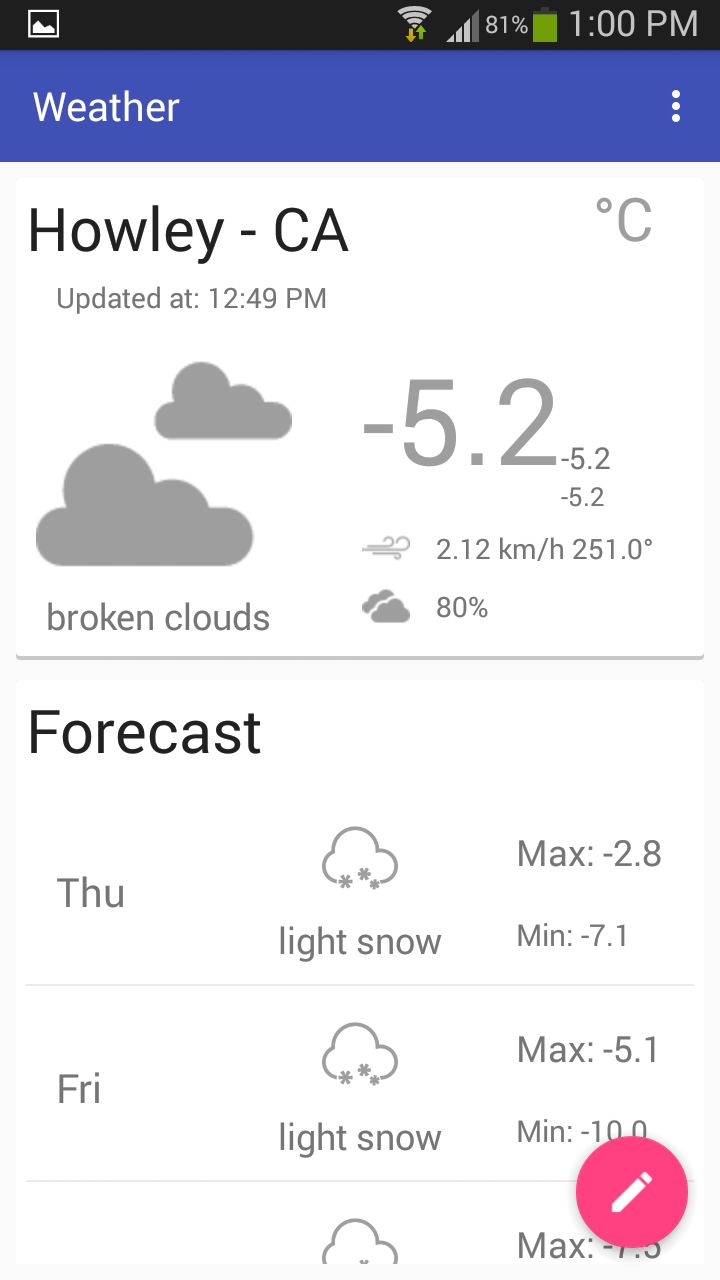 81% 1:00 PM
Weather
Howley - CA
°C
Updated at: 12:49 PM
-5.2
-5.2
-5.2
2.12 km/h 251.0°
80%
broken clouds
Forecast
Thu
light snow
Max: -2.8
Min: -7.1
Fri
light snow
Max: -5.1
Min: -10.0
Max: -7.5